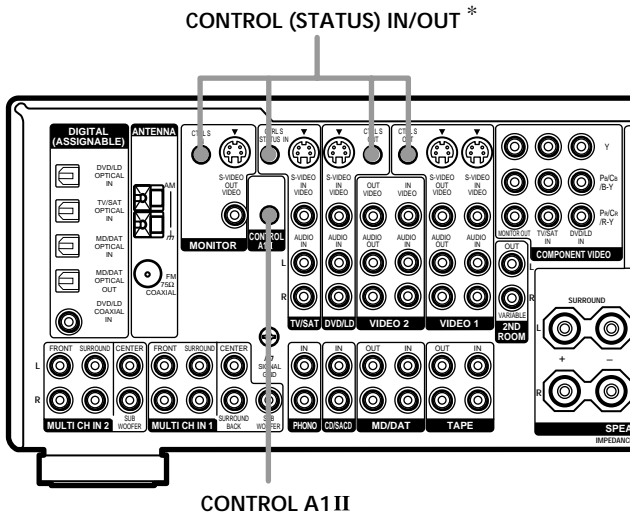 CONTROL (STATUS) IN/OUT *
DIGITAL
(ASSIGNABLE)
DVD/LD
OPTICAL
IN
TV/SAT
OPTICAL
IN
MD/DAT
OPTICAL
IN
MD/DAT
OPTICAL
OUT
DVD/LD
COAXIAL
IN
ANTENNA
AM
FM
75Ω
COAXIAL
CTRL S
S-VIDEO
OUT
VIDEO
MONITOR
CTRL S
STATUS IN
CONTROL
A1II
S-VIDEO
IN
VIDEO
AUDIO
IN
L
R
TV/SAT
S-VIDEO
IN
VIDEO
AUDIO
IN
DVD/LD
CTRL S
OUT
OUT
VIDEO
AUDIO
OUT
S-VIDEO
IN
VIDEO
AUDIO
IN
VIDEO 2
CTRL S
OUT
S-VIDEO
OUT
VIDEO
AUDIO
OUT
S-VIDEO
IN
VIDEO
AUDIO
IN
VIDEO 1
Y
PB/CB
/B-Y
PR/CR
/R-Y
MONITOR OUT
TV/SAT
IN
DVD/LD
IN
COMPONENT VIDEO
OUT
L
R
VARIABLE
2ND
ROOM
SURROUND
L
+
–
R
SPEA
IMPEDANC
FRONT
SURROUND
CENTER
L
R
SUB
WOOFER
MULTI CH IN 2
FRONT
SURROUND
CENTER
SURROUND
BACK
SUB
WOOFER
MULTI CH IN 1
SIGNAL
GND
IN
PHONO
IN
CD/SACD
OUT
IN
MD/DAT
OUT
IN
TAPE
CONTROL A1II